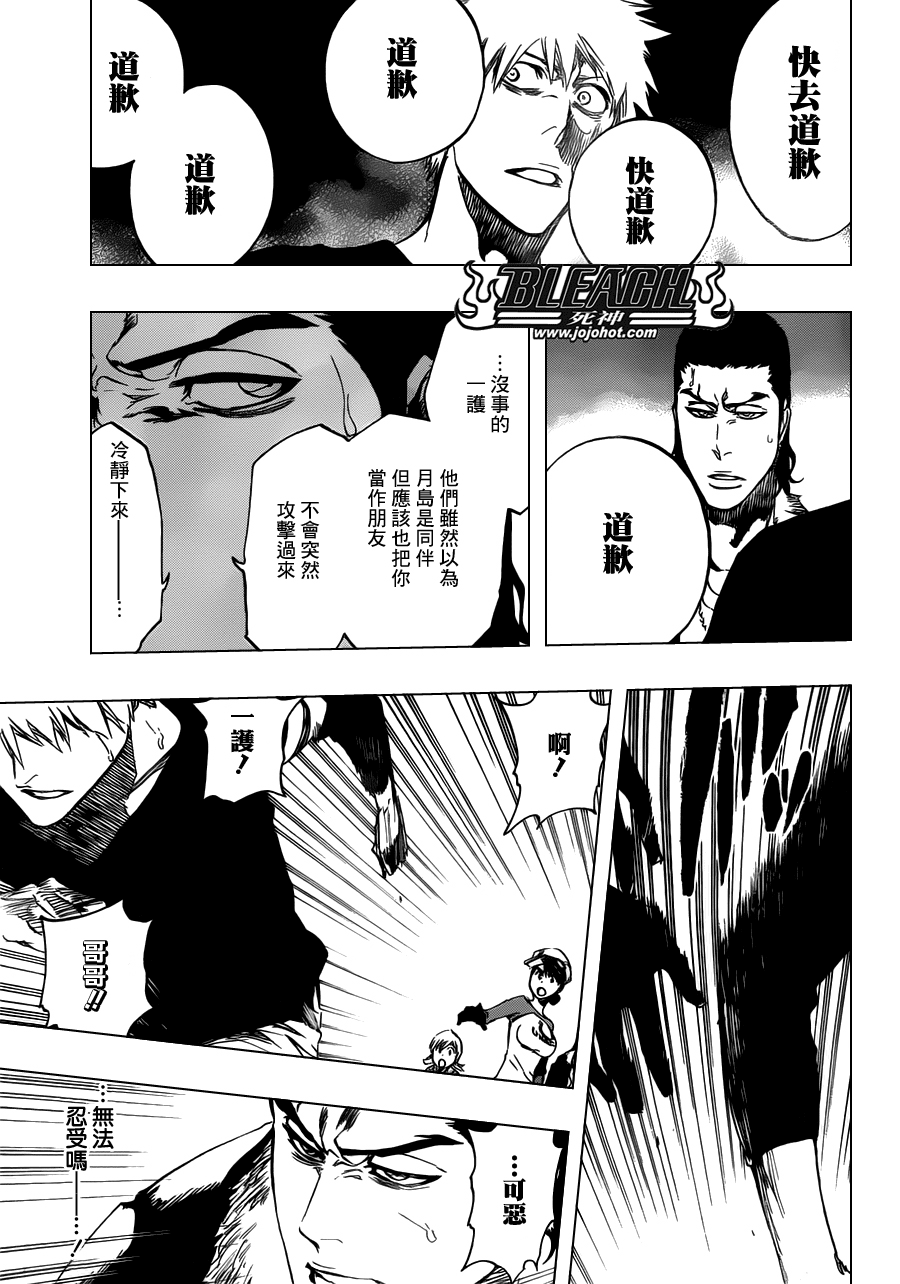 快去道歉
快道歉
道歉
道歉
道歉
BLEACH
死神
www.jojohot.com
道歉
…沒事的
一護
他們雖然以為
月島是同伴
但應該也把你
當作朋友
不會突然
攻擊過來
冷靜下來——…
啊！
一護！
哥哥!!
…可惡
…無法
忍受嗎——！